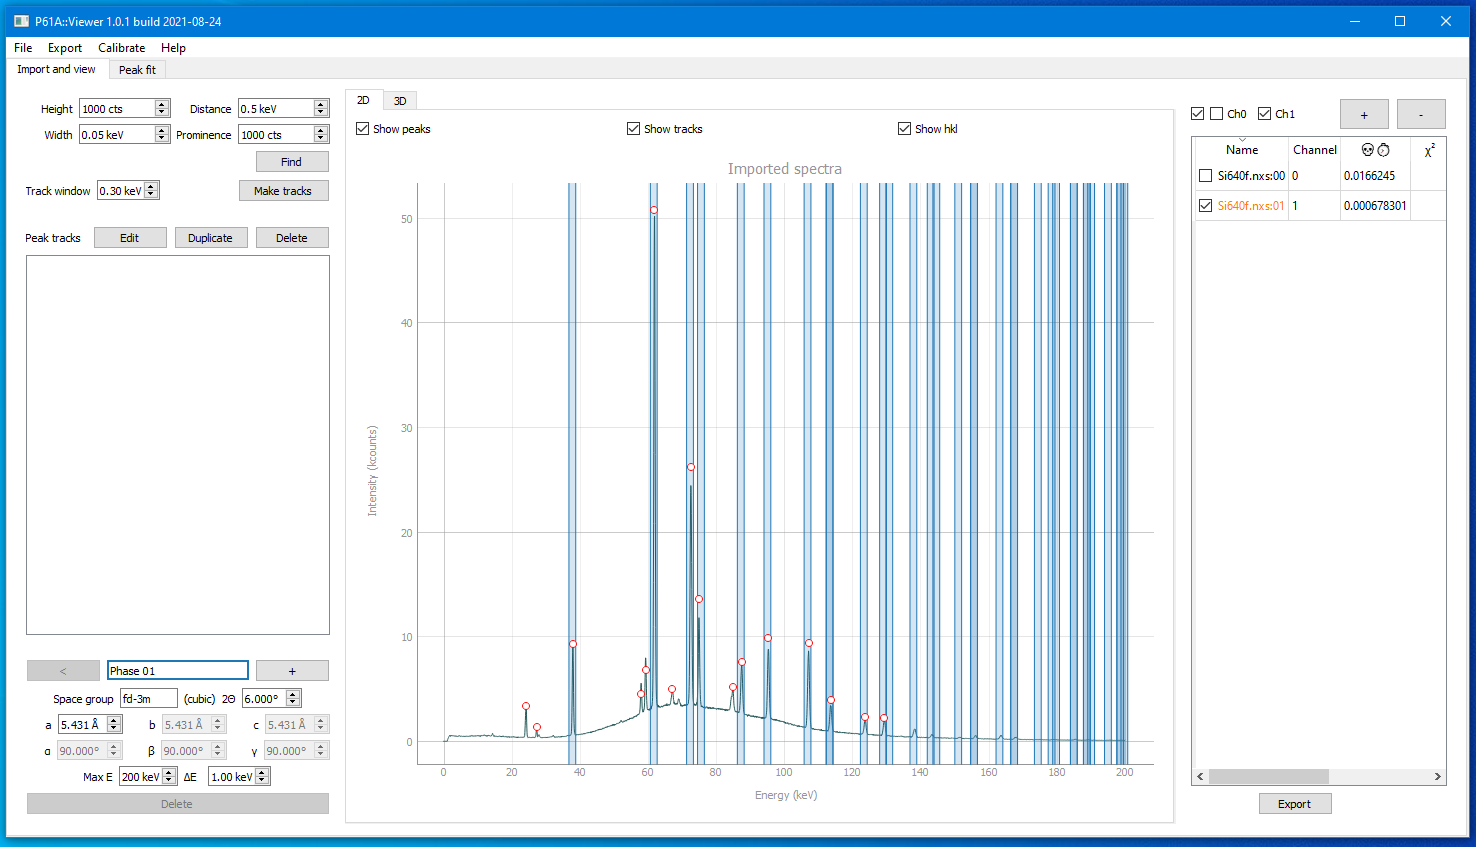 P61A::Viewer 1.0.1 build 2021-08-24
File Export Calibrate Help
Import and view Peak fit
Height 1000 cts Distance 0.5 keV
Width 0.05 keV Prominence 1000 cts
Find
Track window 0.30 keV Make tracks
Peak tracks Edit Duplicate Delete
< Phase 01 +
Space group fd-3m (cubic) 2Θ 6.000°
a 5.431 Å b 5.431 Å c 5.431 Å
α 90.000° β 90.000° γ 90.000°
Max E 200 keV ΔE 1.00 keV
Delete
2D 3D
Show peaks Show tracks Show hkl
Imported spectra
50
40
30
20
10
0
Intensity (kcounts)
0 20 40 60 80 100 120 140 160 180 200
Energy (keV)
Ch0 Ch1 + -
Name Channel χ²
Si640f.nxs:00 0 0.0166245
Si640f.nxs:01 1 0.000678301
Export